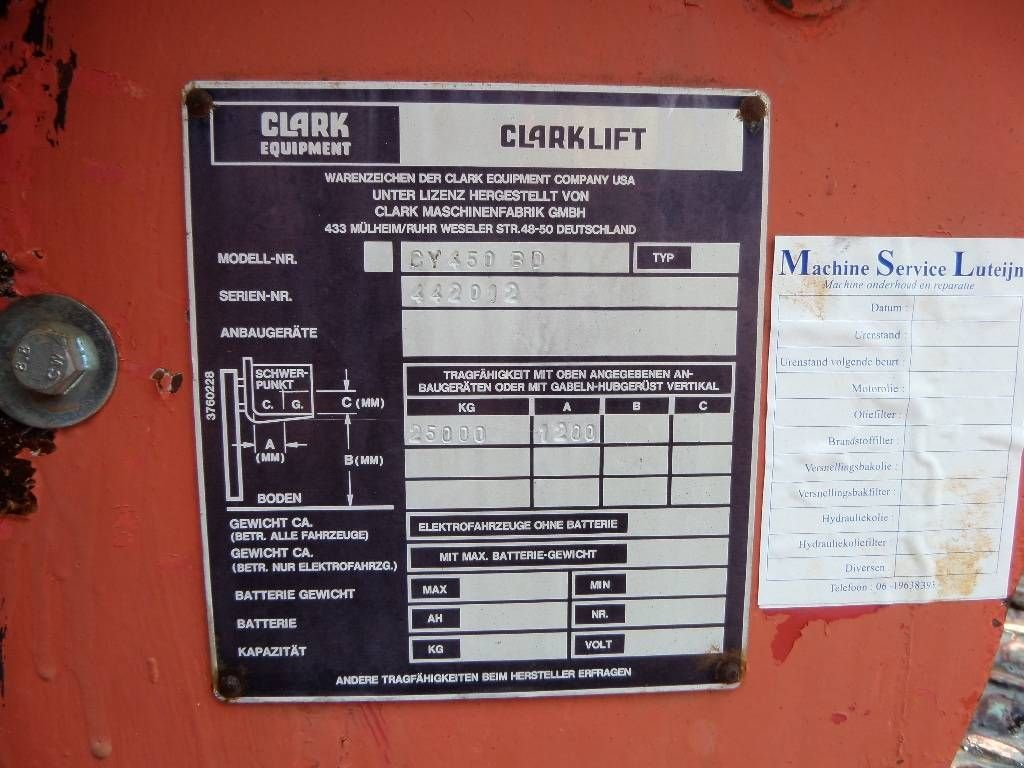 CLARK
EQUIPMENT
CLARKLIFT
WARENZEICHEN DER CLARK EQUIPMENT COMPANY USA
UNTER LIZENZ HERGESTELLT VON
CLARK MASCHINENFABRIK GMBH
433 MÜLHEIM/RUHR WESELER STR.48-50 DEUTSCHLAND
MODELL-NR. CY450 BD TYP
SERIEN-NR. 442012
ANBAUGERÄTE
3760228
SCHWER-
PUNKT
C. G.
C (MM)
A
(MM)
B (MM)
BODEN
TRAGFÄHIGKEIT MIT OBEN ANGEGEBENEN AN-
BAUGERÄTEN ODER MIT GABELN-HUBGERÜST VERTIKAL
KG A B C
25000 1200
GEWICHT CA.
(BETR. ALLE FAHRZEUGE)
ELEKTROFAHRZEUGE OHNE BATTERIE
GEWICHT CA.
(BETR. NUR ELEKTROFAHRZG.)
MIT MAX. BATTERIE-GEWICHT
BATTERIE GEWICHT MAX MIN
BATTERIE AH NR.
KAPAZITÄT KG VOLT
ANDERE TRAGFÄHIGKEITEN BEIM HERSTELLER ERFRAGEN
Machine Service Luteijn
Machine onderhoud en reparatie
Datum :
Urenstand :
Urenstand volgende beurt :
Motorolie :
Oliefilter :
Brandstoffilter :
Versnellingsbakolie :
Versnellingsbakfilter :
Hydrauliekolie :
Hydrauliekoliefilter :
Diversen :
Telefoon : 06 -19638393
8.8